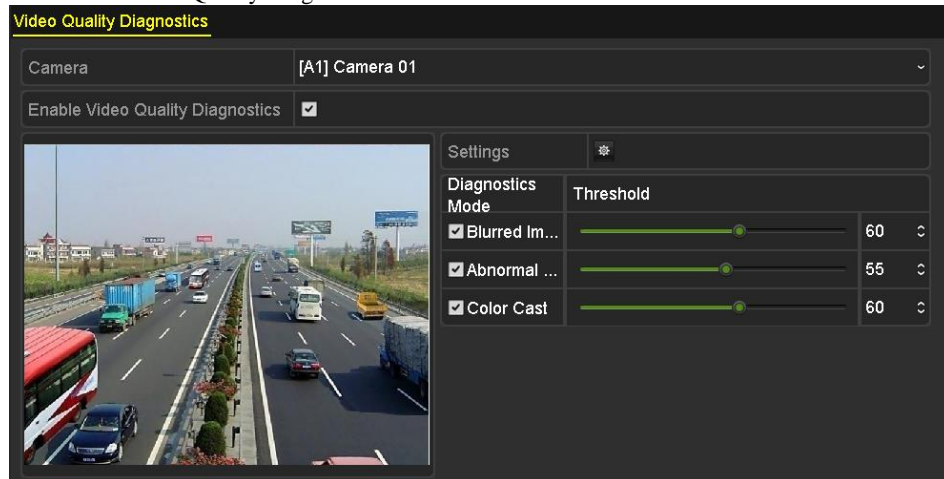 Video Quality Diagnostics
Camera
[A1] Camera 01
Enable Video Quality Diagnostics
Settings
Diagnostics
Mode
Threshold
Blurred Im...
60
Abnormal ...
55
Color Cast
60